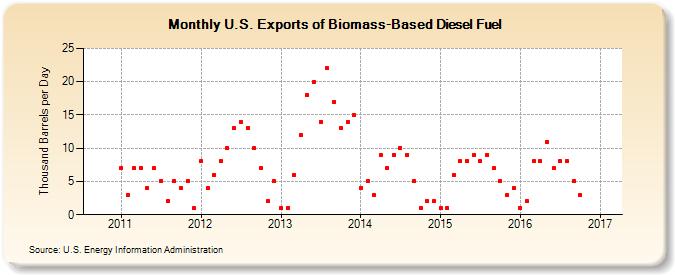 Monthly U.S. Exports of Biomass-Based Diesel Fuel
Thousand Barrels per Day
25
20
15
10
5
0
2011 2012 2013 2014 2015 2016 2017
Source: U.S. Energy Information Administration